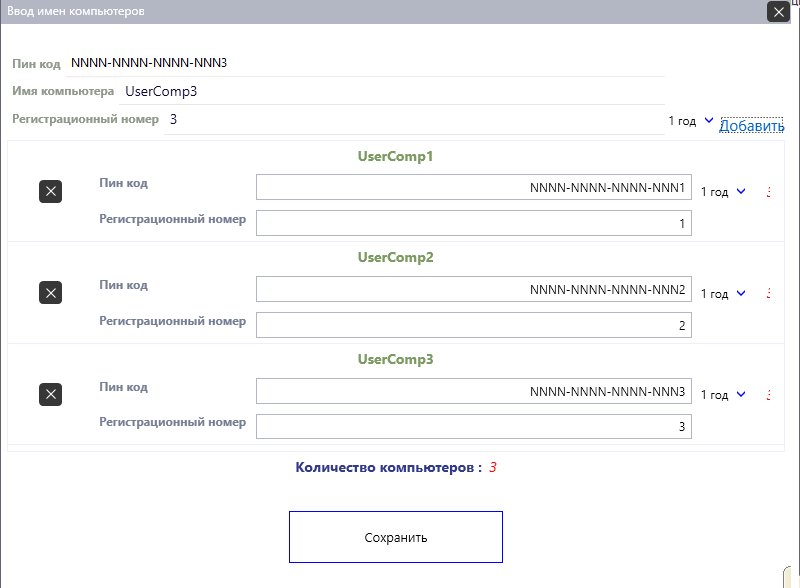 Ввод имен компьютеров
Пин код NNNN-NNNN-NNNN-NNN3
Имя компьютера UserComp3
Регистрационный номер 3 1 год Добавить
UserComp1
Пин код NNNN-NNNN-NNNN-NNN1 1 год 3
Регистрационный номер 1
UserComp2
Пин код NNNN-NNNN-NNNN-NNN2 1 год 3
Регистрационный номер 2
UserComp3
Пин код NNNN-NNNN-NNNN-NNN3 1 год 3
Регистрационный номер 3
Количество компьютеров : 3
Сохранить